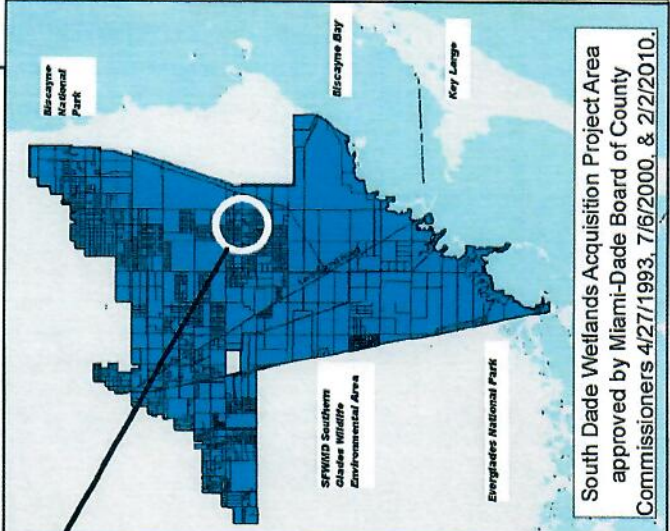 Biscayne
National
Park
Biscayne Bay
Key Largo
SFWMD Southern
Glades Wildlife
Environmental Area
Everglades National Park
South Dade Wetlands Acquisition Project Area
approved by Miami-Dade Board of County
Commissioners 4/27/1993, 7/6/2000, & 2/2/2010.